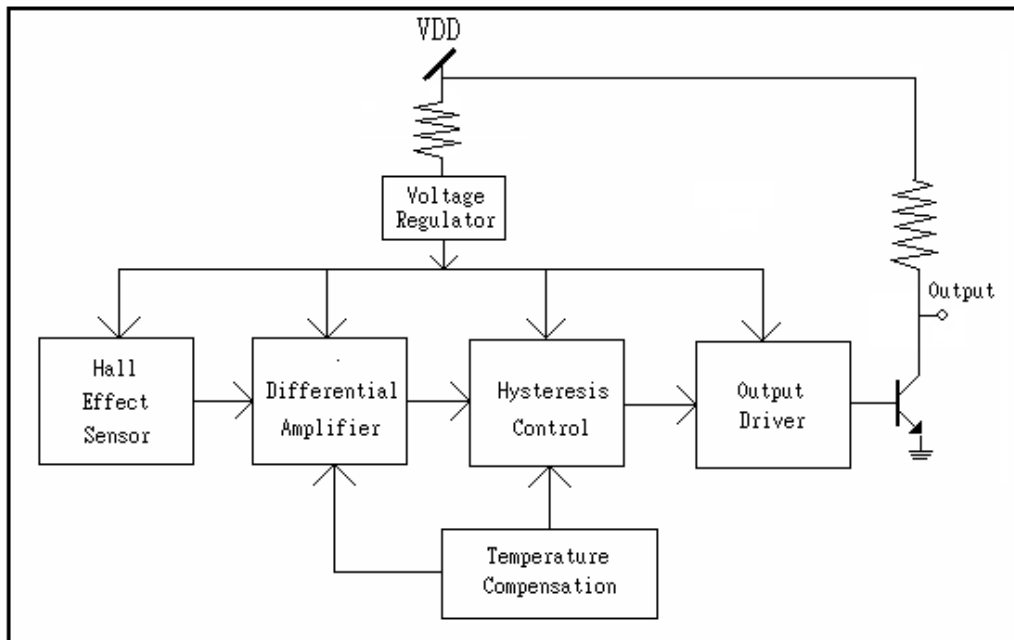 VDD
Voltage
Regulator
Output
Hall
Effect
Sensor
Differential
Amplifier
Hysteresis
Control
Output
Driver
Temperature
Compensation